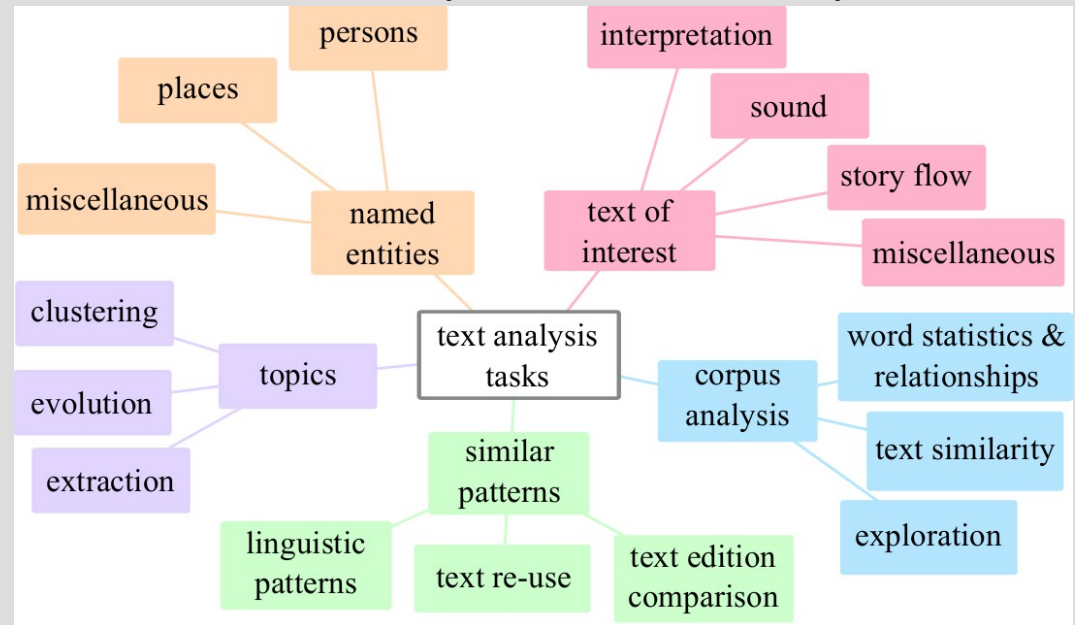 persons
places
miscellaneous
named
entities
interpretation
sound
story flow
miscellaneous
text of
interest
text analysis
tasks
clustering
evolution
extraction
topics
similar
patterns
linguistic
patterns
text re-use
text edition
comparison
corpus
analysis
word statistics &
relationships
text similarity
exploration